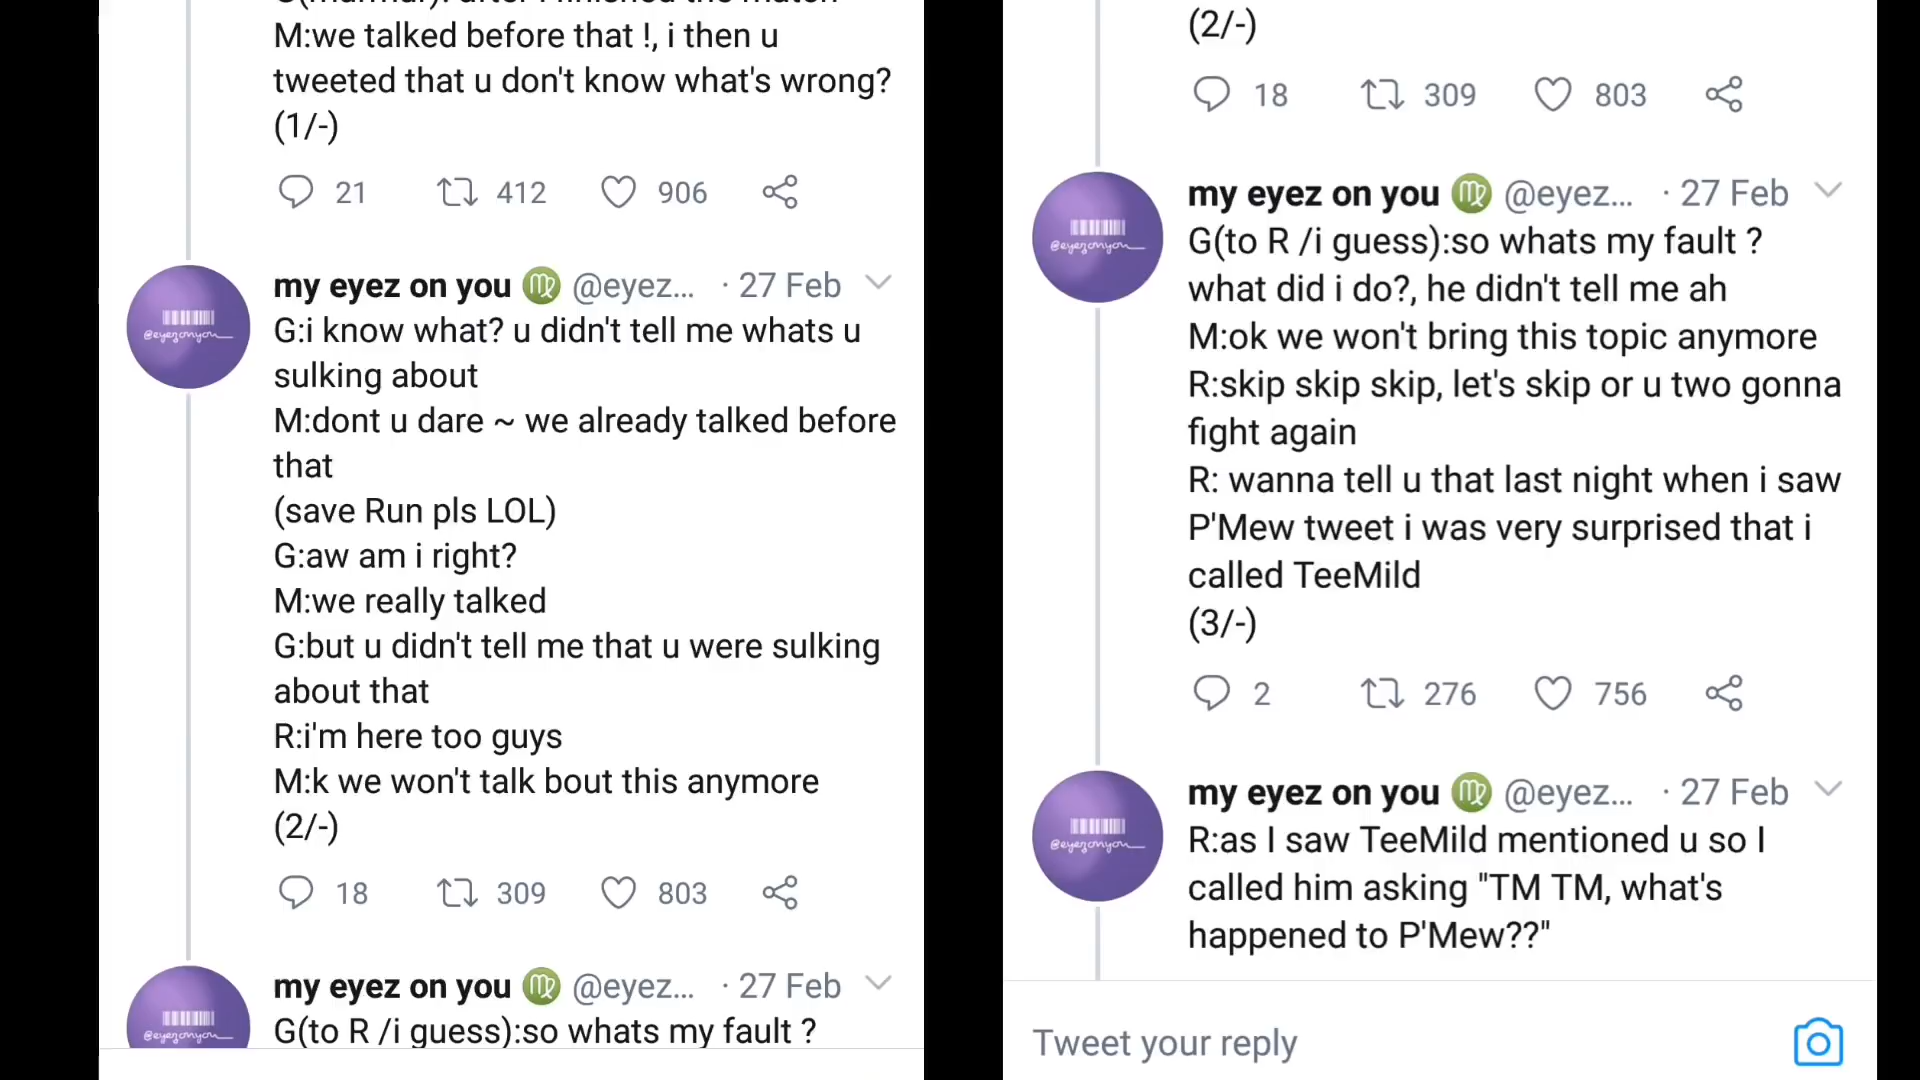 M:we talked before that !, i then u
tweeted that u don't know what's wrong?
(1/-)
21 412 906
my eyez on you ♍ @eyez... · 27 Feb
G:i know what? u didn't tell me whats u
sulking about
M:dont u dare ~ we already talked before
that
(save Run pls LOL)
G:aw am i right?
M:we really talked
G:but u didn't tell me that u were sulking
about that
R:i'm here too guys
M:k we won't talk bout this anymore
(2/-)
18 309 803
my eyez on you ♍ @eyez... · 27 Feb
G(to R /i guess):so whats my fault ?
(2/-)
18 309 803
my eyez on you ♍ @eyez... · 27 Feb
G(to R /i guess):so whats my fault ?
what did i do?, he didn't tell me ah
M:ok we won't bring this topic anymore
R:skip skip skip, let's skip or u two gonna
fight again
R: wanna tell u that last night when i saw
P'Mew tweet i was very surprised that i
called TeeMild
(3/-)
2 276 756
my eyez on you ♍ @eyez... · 27 Feb
R:as I saw TeeMild mentioned u so I
called him asking "TM TM, what's
happened to P'Mew??"
Tweet your reply